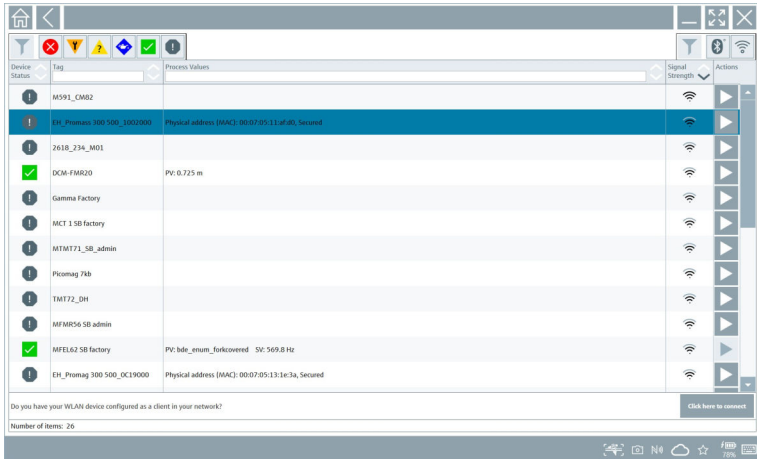 Device Status
Tag
Process Values
Signal Strength
Actions
M591_CM82
EH_Promass 300 500_1002000 Physical address (MAC): 00:07:05:11:af:d0, Secured
2618_234_M01
DCM-FMR20 PV: 0.725 m
Gamma Factory
MCT 1 SB factory
MTMT71_SB_admin
Picomag 7kb
TMT72_DH
MFMR56 SB admin
MFEL62 SB factory PV: bde_enum_forkcovered SV: 569.8 Hz
EH_Promag 300 500_0C19000 Physical address (MAC): 00:07:05:13:1e:3a, Secured
Do you have your WLAN device configured as a client in your network? Click here to connect
Number of items: 26
78%